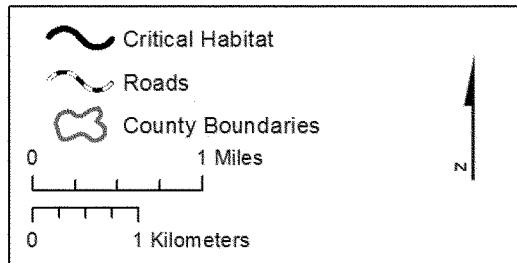 Critical Habitat
Roads
County Boundaries
0 1 Miles
0 1 Kilometers
N